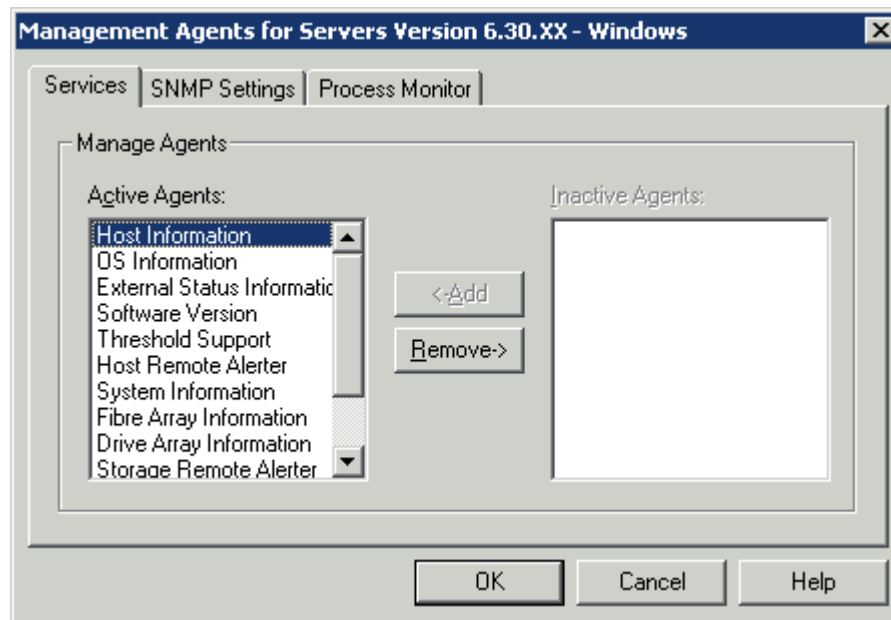 Management Agents for Servers Version 6.30.XX - Windows
Services
SNMP Settings
Process Monitor
Manage Agents
Active Agents:
Inactive Agents:
Host Information
OS Information
External Status Informatic
Software Version
Threshold Support
Host Remote Alerter
System Information
Fibre Array Information
Drive Array Information
Storage Remote Alerter
<-Add
Remove->
OK
Cancel
Help